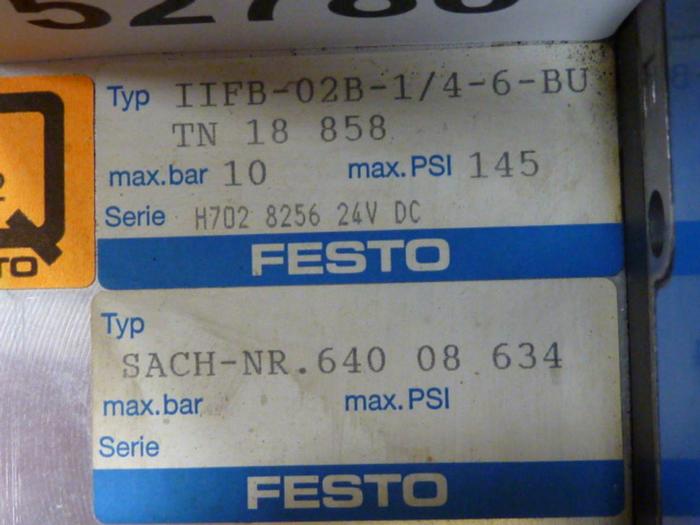 52780
Typ IIFB-02B-1/4-6-BU
TN 18 858
max.bar 10 max.PSI 145
Serie H702 8256 24V DC
FESTO
Typ
SACH-NR.640 08 634
max.bar max.PSI
Serie
FESTO